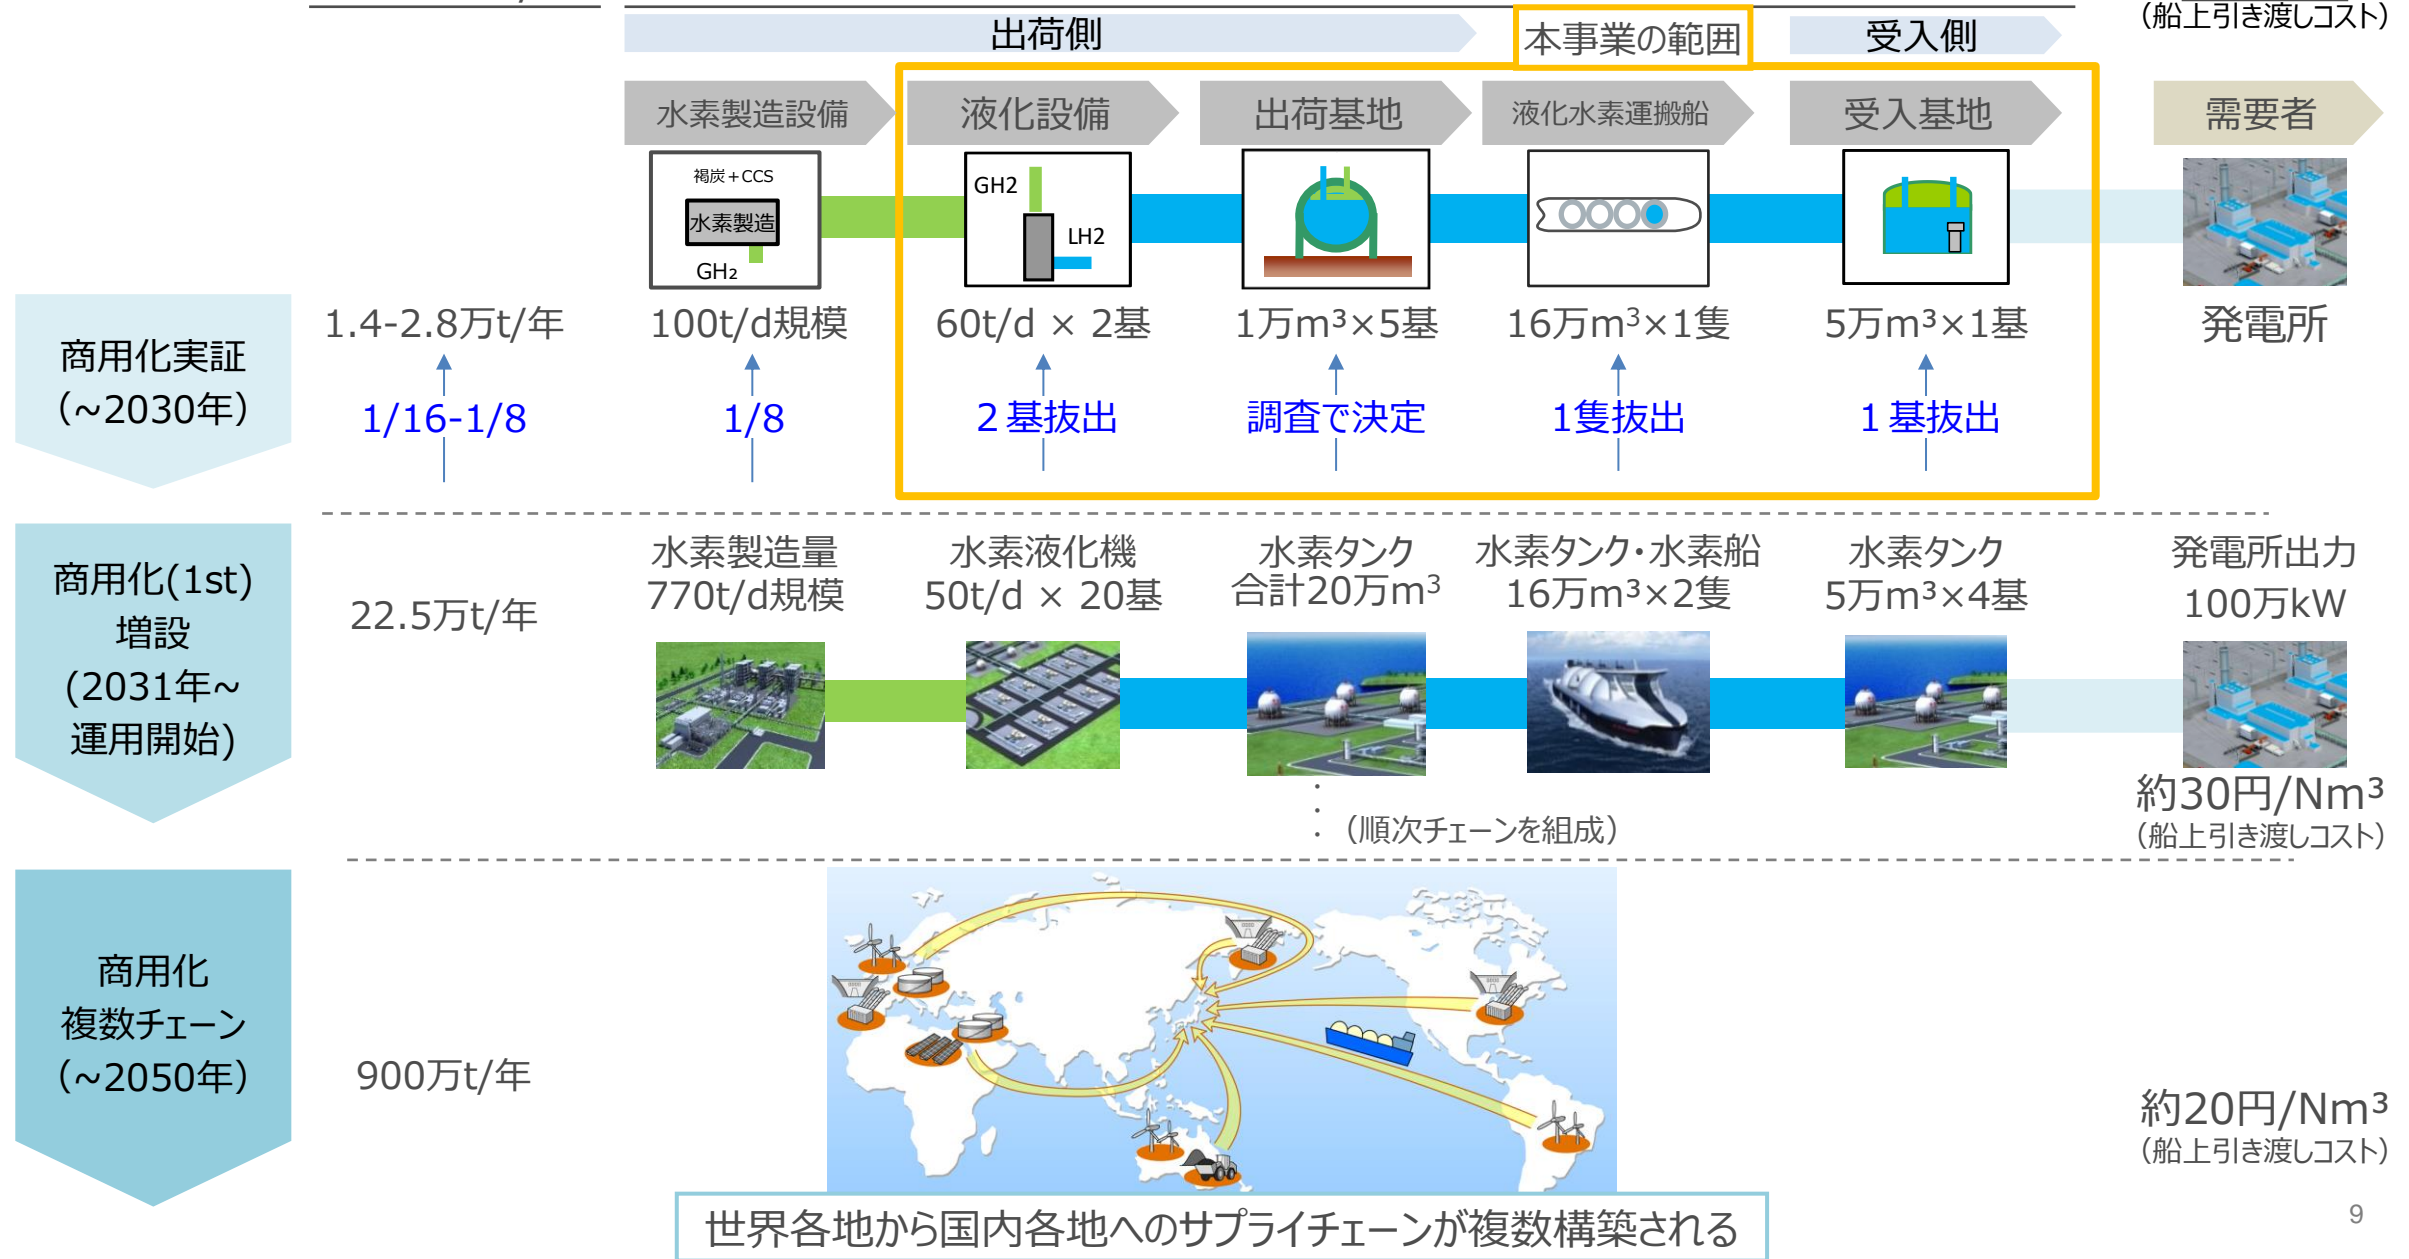 (船上引き渡しコスト)
出荷側
本事業の範囲
受入側
水素製造設備
液化設備
出荷基地
液化水素運搬船
受入基地
需要者
褐炭+CCS
水素製造
GH2
GH2
LH2
商用化実証
(~2030年)
1.4-2.8万t/年
100t/d規模
60t/d × 2基
1万m³×5基
16万m³×1隻
5万m³×1基
発電所
1/16-1/8
1/8
2基抜出
調査で決定
1隻抜出
1基抜出
商用化(1st)
増設
(2031年~
運用開始)
22.5万t/年
水素製造量
770t/d規模
水素液化機
50t/d × 20基
水素タンク
合計20万m³
水素タンク・水素船
16万m³×2隻
水素タンク
5万m³×4基
発電所出力
100万kW
約30円/Nm³
(船上引き渡しコスト)
(順次チェーンを組成)
商用化
複数チェーン
(~2050年)
900万t/年
約20円/Nm³
(船上引き渡しコスト)
世界各地から国内各地へのサプライチェーンが複数構築される
9